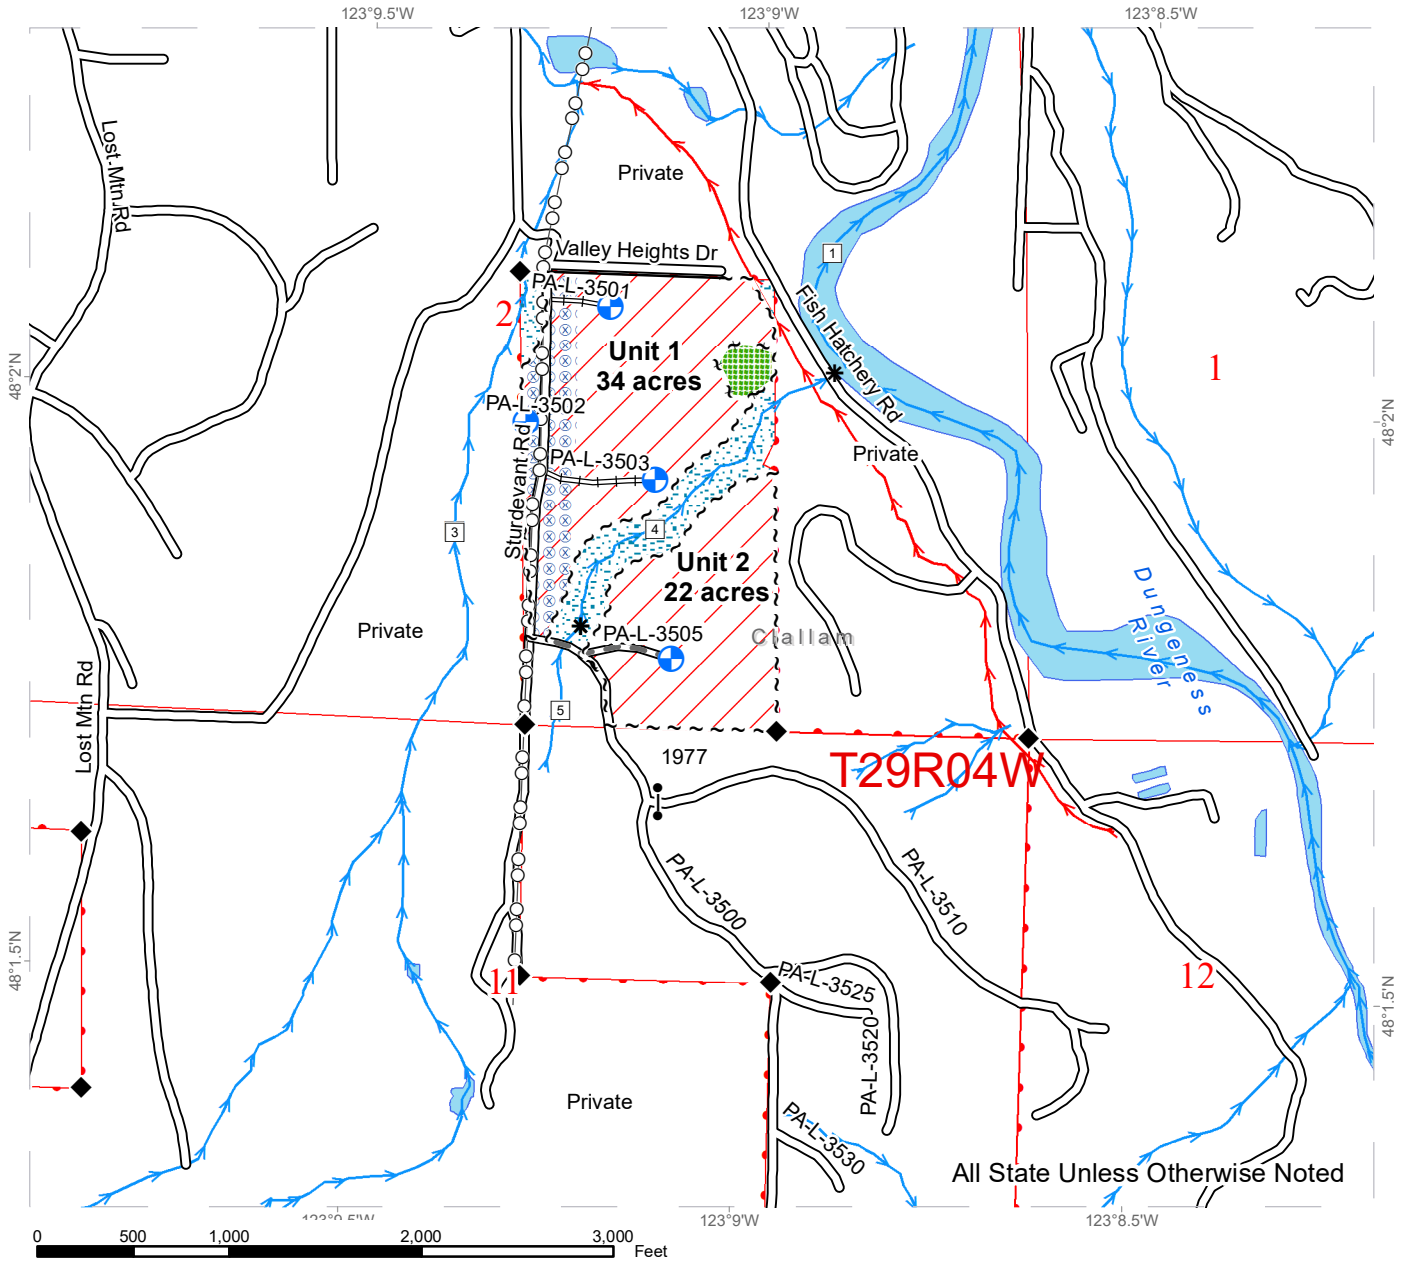 123°9.5'W
123°9'W
123°8.5'W
Lost Mtn Rd
Private
Valley Heights Dr
1
PA-L-3501
2
Fish Hatchery Rd
Unit 1
34 acres
48°2'N
1
PA-L-3502
48°2'N
Sturdevant Rd
PA-L-3503
Private
3
4
Unit 2
22 acres
Dungeness
River
Private
PA-L-3505
Clallam
Lost Mtn Rd
5
1977
T29R04W
PA-L-3500
PA-L-3510
48°1.5'N
11
PA-L-3525
12
48°1.5'N
PA-L-3520
Private
PA-L-3530
All State Unless Otherwise Noted
123°9.5'W
123°9'W
123°8.5'W
0 500 1,000 2,000 3,000
Feet